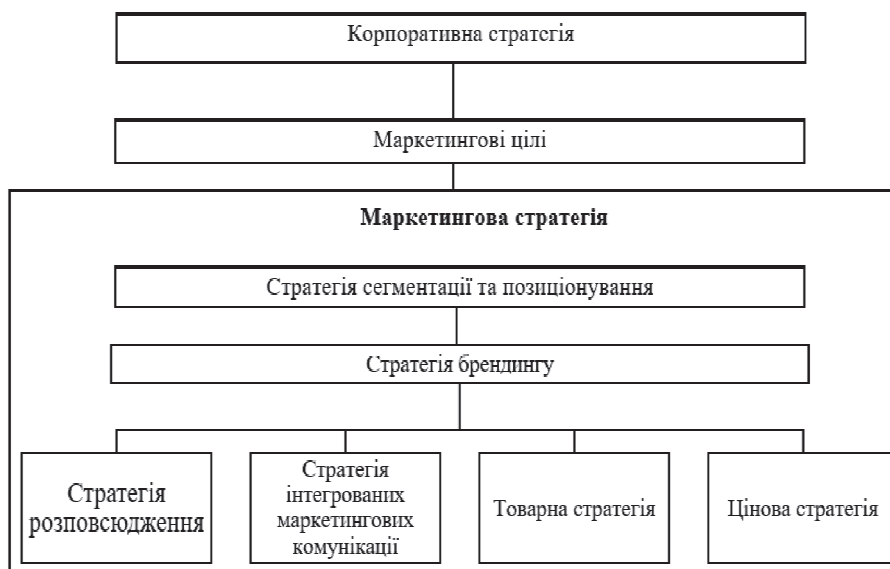 Корпоративна стратегія
Маркетингові цілі
Маркетингова стратегія
Стратегія сегментації та позиціонування
Стратегія брендингу
Стратегія
розповсюдження
Стратегія
інтегрованих
маркетингових
комунікації
Товарна стратегія
Цінова стратегія